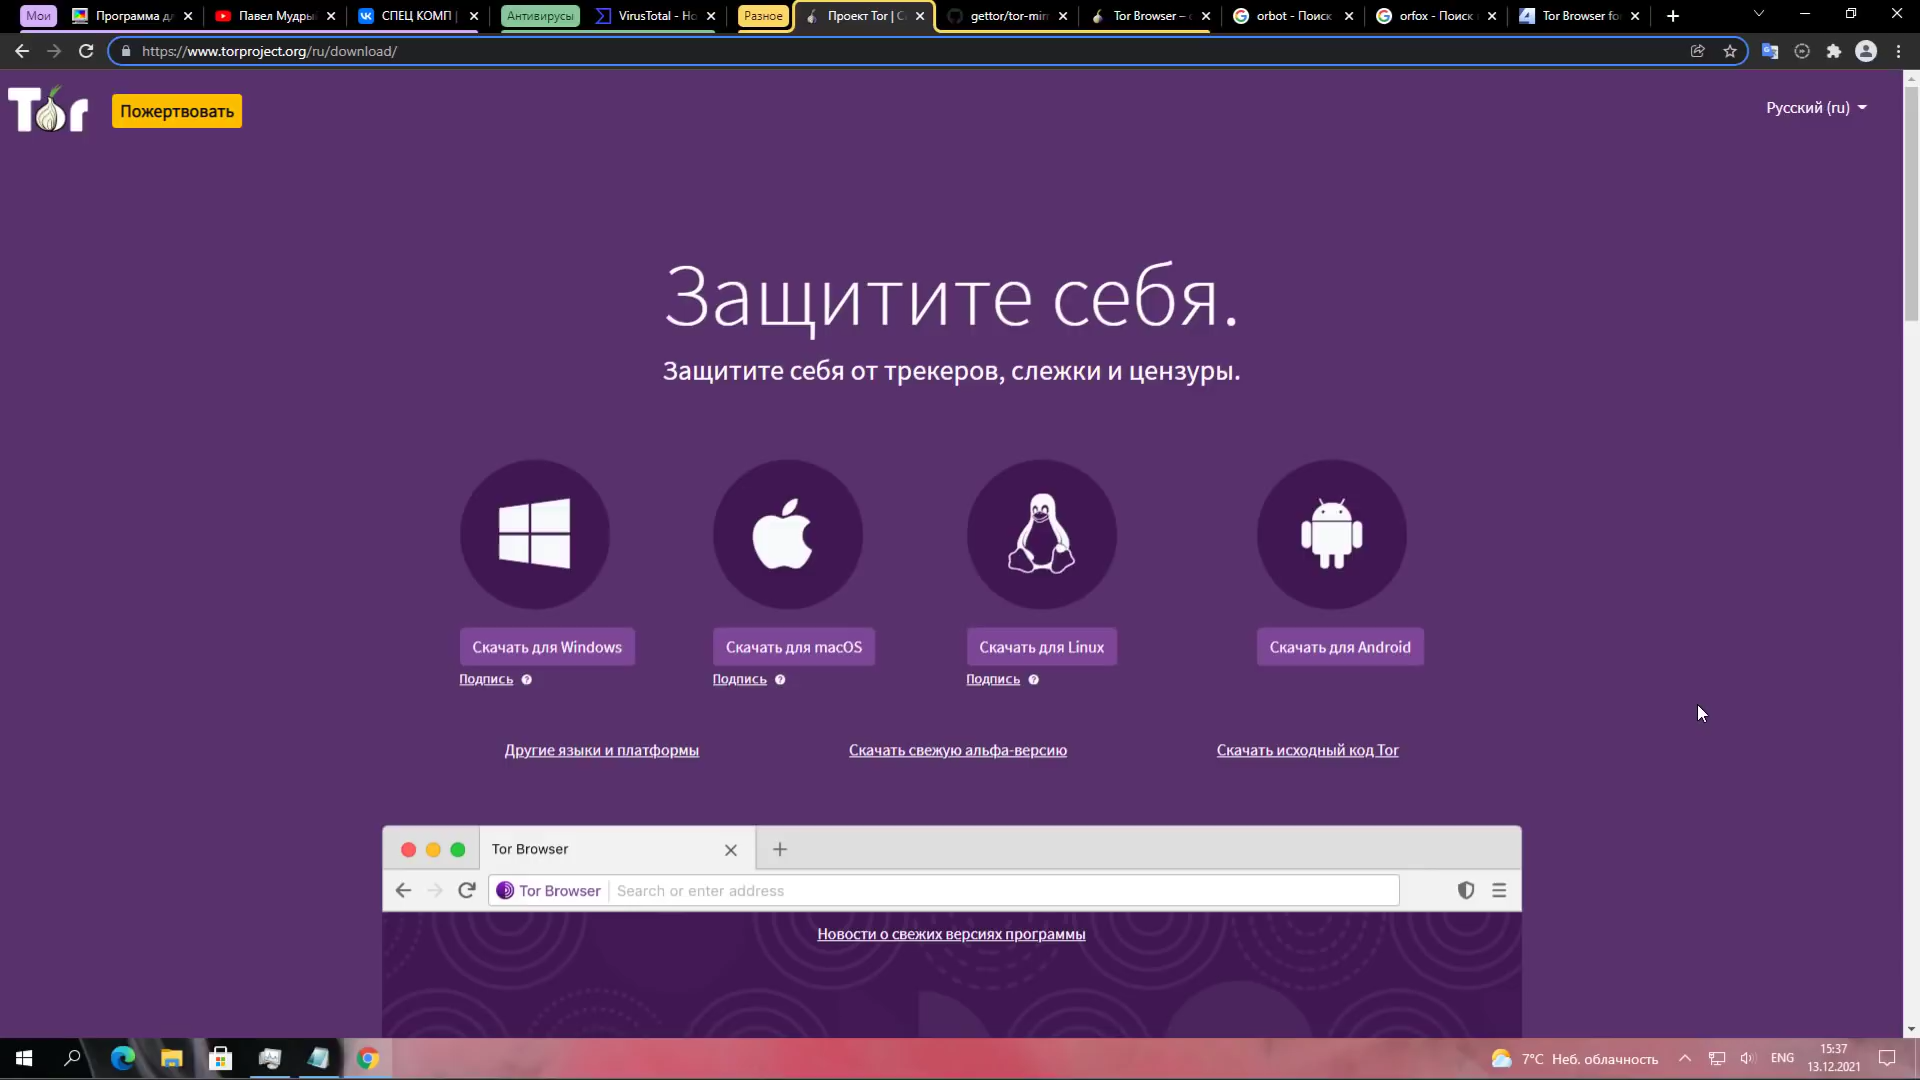 Мои
Программа дл
Павел Мудры
СПЕЦ КОМП |
Антивирусы
VirusTotal - Ho
Разное
Проект Tor | С
gettor/tor-mir
Tor Browser –
orbot - Поиск
orfox - Поиск
Tor Browser fo
https://www.torproject.org/ru/download/
Tor
Пожертвовать
Русский (ru)
Защитите себя.
Защитите себя от трекеров, слежки и цензуры.
Скачать для Windows
Скачать для macOS
Скачать для Linux
Скачать для Android
Подпись ?
Подпись ?
Подпись ?
Другие языки и платформы
Скачать свежую альфа-версию
Скачать исходный код Tor
Tor Browser
Tor Browser
Search or enter address
Новости о свежих версиях программы
7°C Неб. облачность
ENG
15:37
13.12.2021